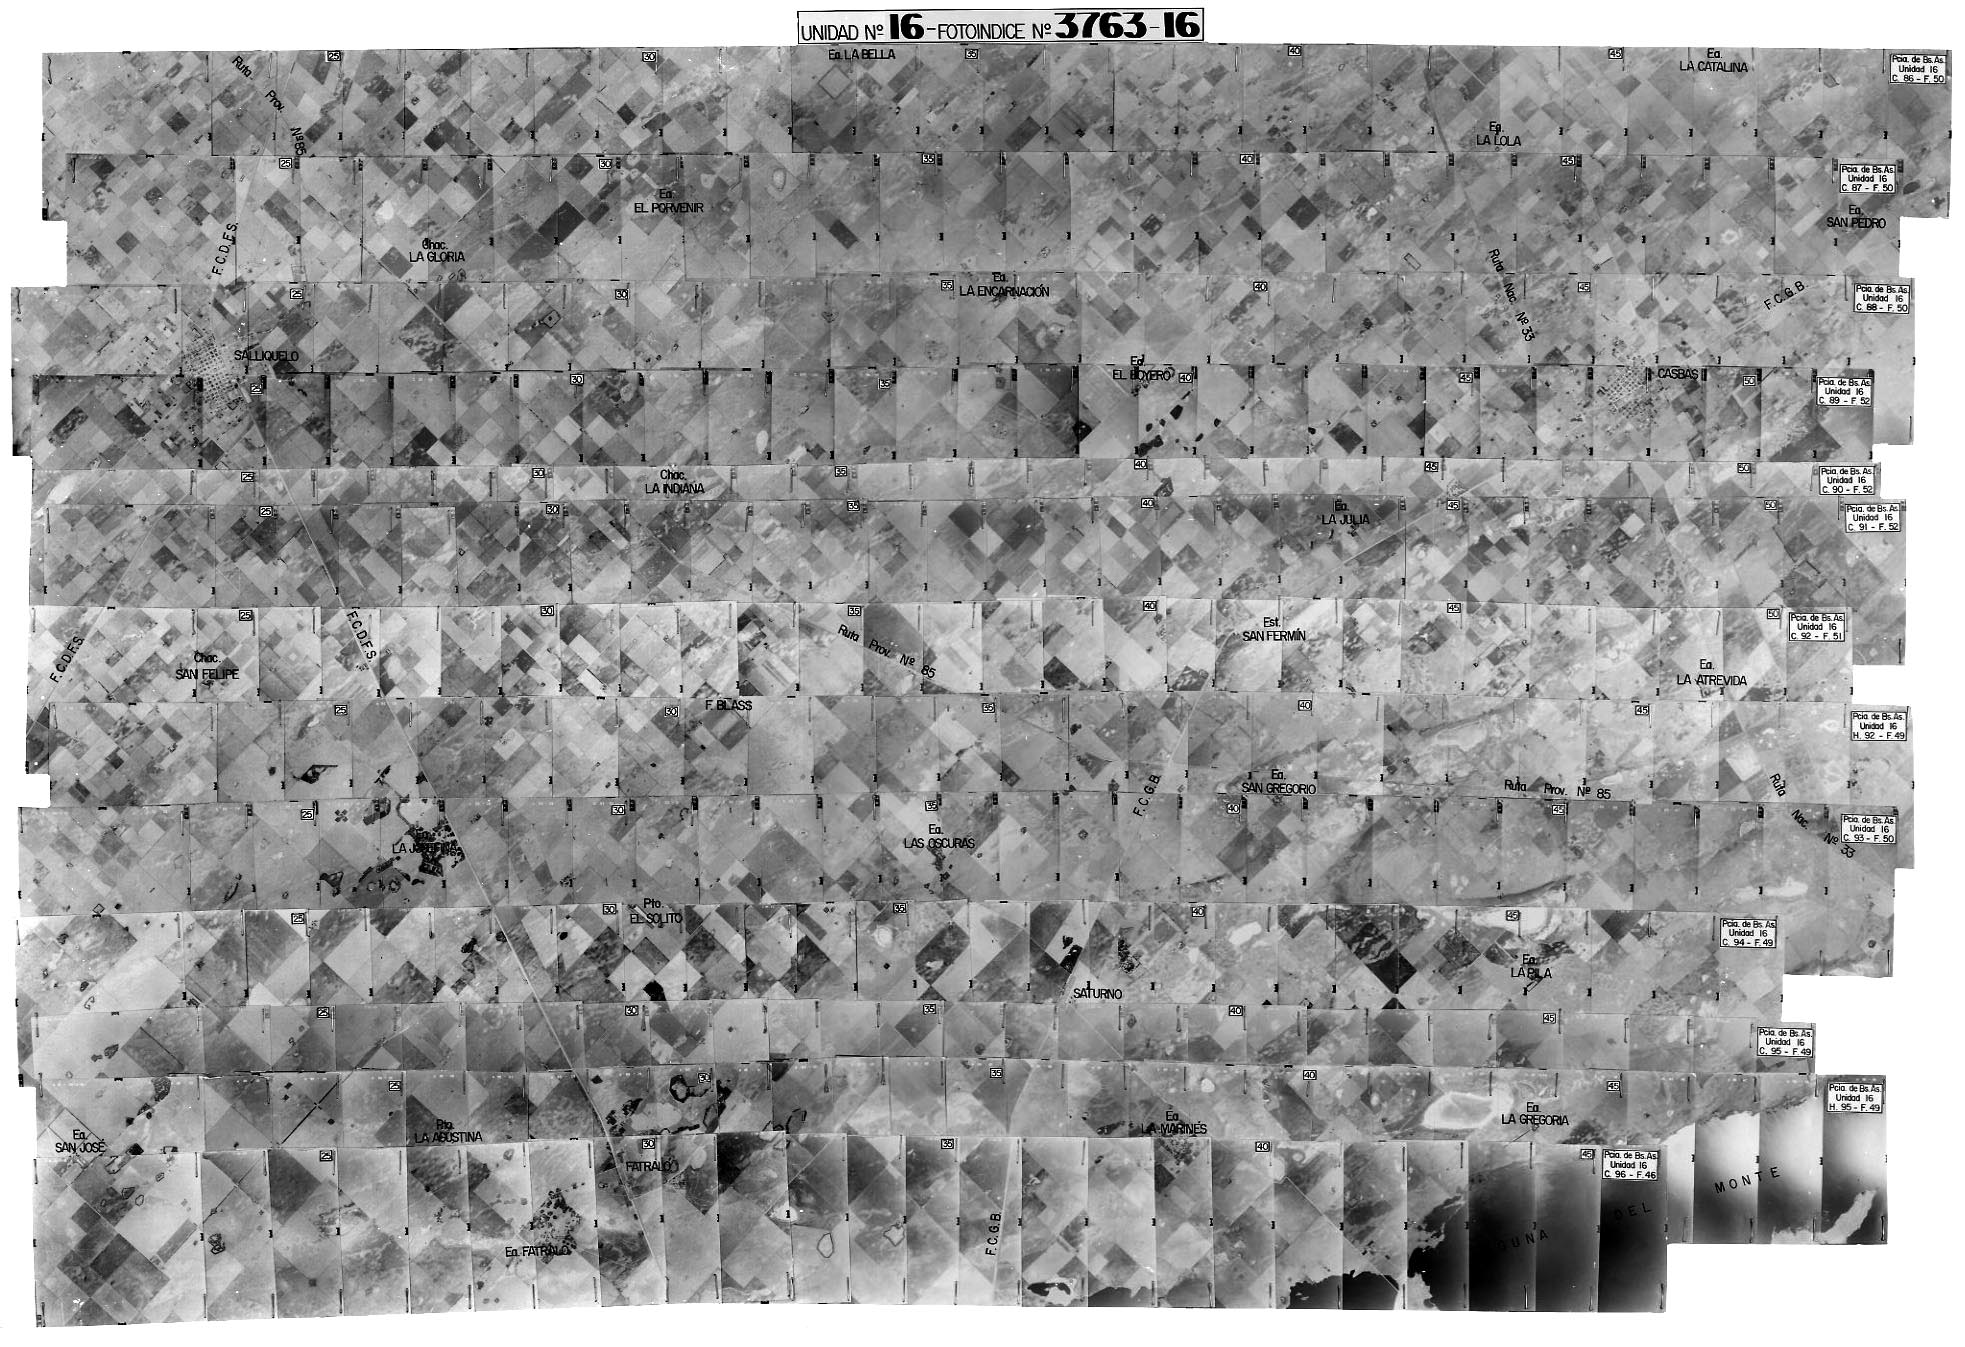 UNIDAD Nº 16 - FOTOINDICE Nº 3763-16
Ruta Prov. Nº 85
25
30
Ea. LA BELLA
35
40
45
Ea.
LA CATALINA
Pcia. de Bs. As.
Unidad 16
C. 86 - F. 50
Ea.
LA LOLA
25
30
35
40
45
Pcia. de Bs. As.
Unidad 16
C. 87 - F. 50
Ea.
EL PORVENIR
Ea.
SAN PEDRO
F.C.D.F.S.
Chac.
LA GLORIA
Ruta Nac. Nº 33
25
30
35
Ea.
LA ENCARNACIÓN
40
45
F.C.G.B.
Pcia. de Bs. As.
Unidad 16
C. 88 - F. 50
SALLIQUELO
Ea.
EL BOYERO
CASBAS
25
30
35
40
45
50
Pcia. de Bs. As.
Unidad 16
C. 89 - F. 52
25
30
Chac.
LA INDIANA
35
40
45
50
Pcia. de Bs. As.
Unidad 16
C. 90 - F. 52
25
30
35
40
Ea.
LA JULIA
45
50
Pcia. de Bs. As.
Unidad 16
C. 91 - F. 52
F.C.D.F.S.
25
F.C.D.F.S.
30
35
40
45
50
Pcia. de Bs. As.
Unidad 16
C. 92 - F. 51
Chac.
SAN FELIPE
Ruta Prov. Nº 85
Est.
SAN FERMÍN
Ea.
LA ATREVIDA
25
30
F. BLASS
35
40
45
Pcia. de Bs. As.
Unidad 16
H. 92 - F. 49
F.C.G.B.
Ea.
SAN GREGORIO
Ruta Prov. Nº 85
Ruta Nac. Nº 33
25
30
35
40
45
Pcia. de Bs. As.
Unidad 16
C. 93 - F. 50
Ea.
LA JOSEFINA
Ea.
LAS OSCURAS
25
30
Pto.
EL SOLITO
35
40
45
Pcia. de Bs. As.
Unidad 16
C. 94 - F. 49
Ea.
LA PILA
SATURNO
25
30
35
40
45
Pcia. de Bs. As.
Unidad 16
C. 95 - F. 49
25
30
35
40
45
Pcia. de Bs. As.
Unidad 16
H. 95 - F. 49
Ea.
SAN JOSÉ
Pto.
LA AGUSTINA
Ea.
LA MARINÉS
Ea.
LA GREGORIA
25
30
FATRALO
35
40
45
Pcia. de Bs. As.
Unidad 16
C. 96 - F. 46
Ea. FATRALO
F.C.G.B.
GUNA DEL MONTE